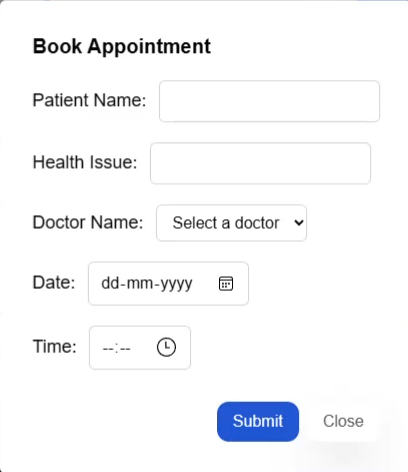 Book Appointment
Patient Name:
Health Issue:
Doctor Name: Select a doctor
Date: dd-mm-yyyy
Time: --:--
Submit Close